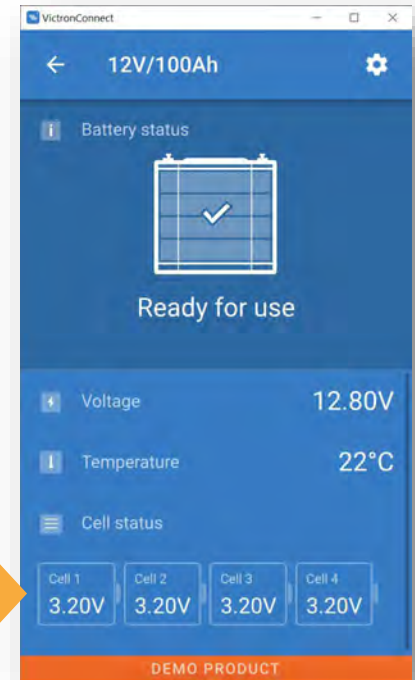 VictronConnect
12V/100Ah
Battery status
Ready for use
Voltage 12.80V
Temperature 22°C
Cell status
Cell 1 Cell 2 Cell 3 Cell 4
3.20V 3.20V 3.20V 3.20V
DEMO PRODUCT